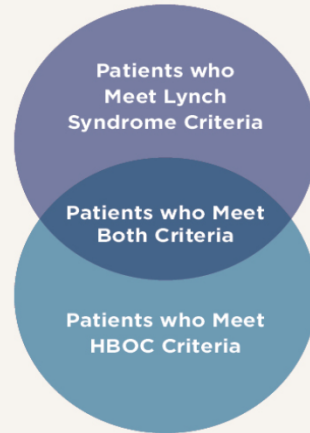 Patients who
Meet Lynch
Syndrome Criteria
Patients who Meet
Both Criteria
Patients who Meet
HBOC Criteria